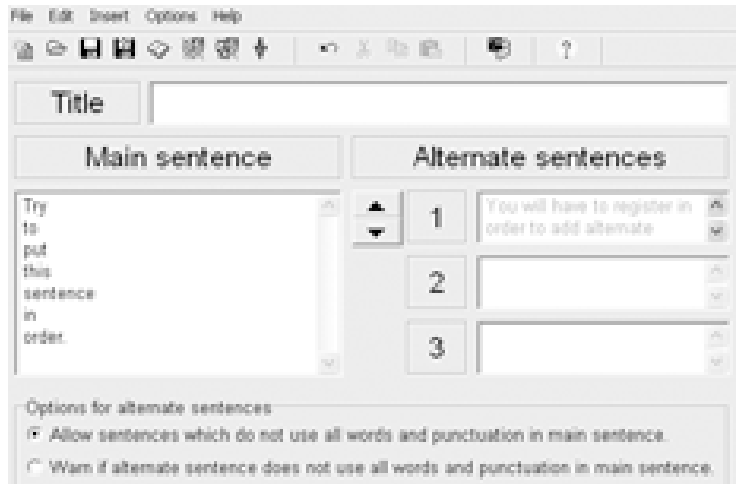 File Edit Insert Options Help
?
Title
Main sentence
Alternate sentences
Try
to
put
this
sentence
in
order.
1
You will have to register in
order to add alternate
2
3
Options for alternate sentences
Allow sentences which do not use all words and punctuation in main sentence.
Warn if alternate sentence does not use all words and punctuation in main sentence.